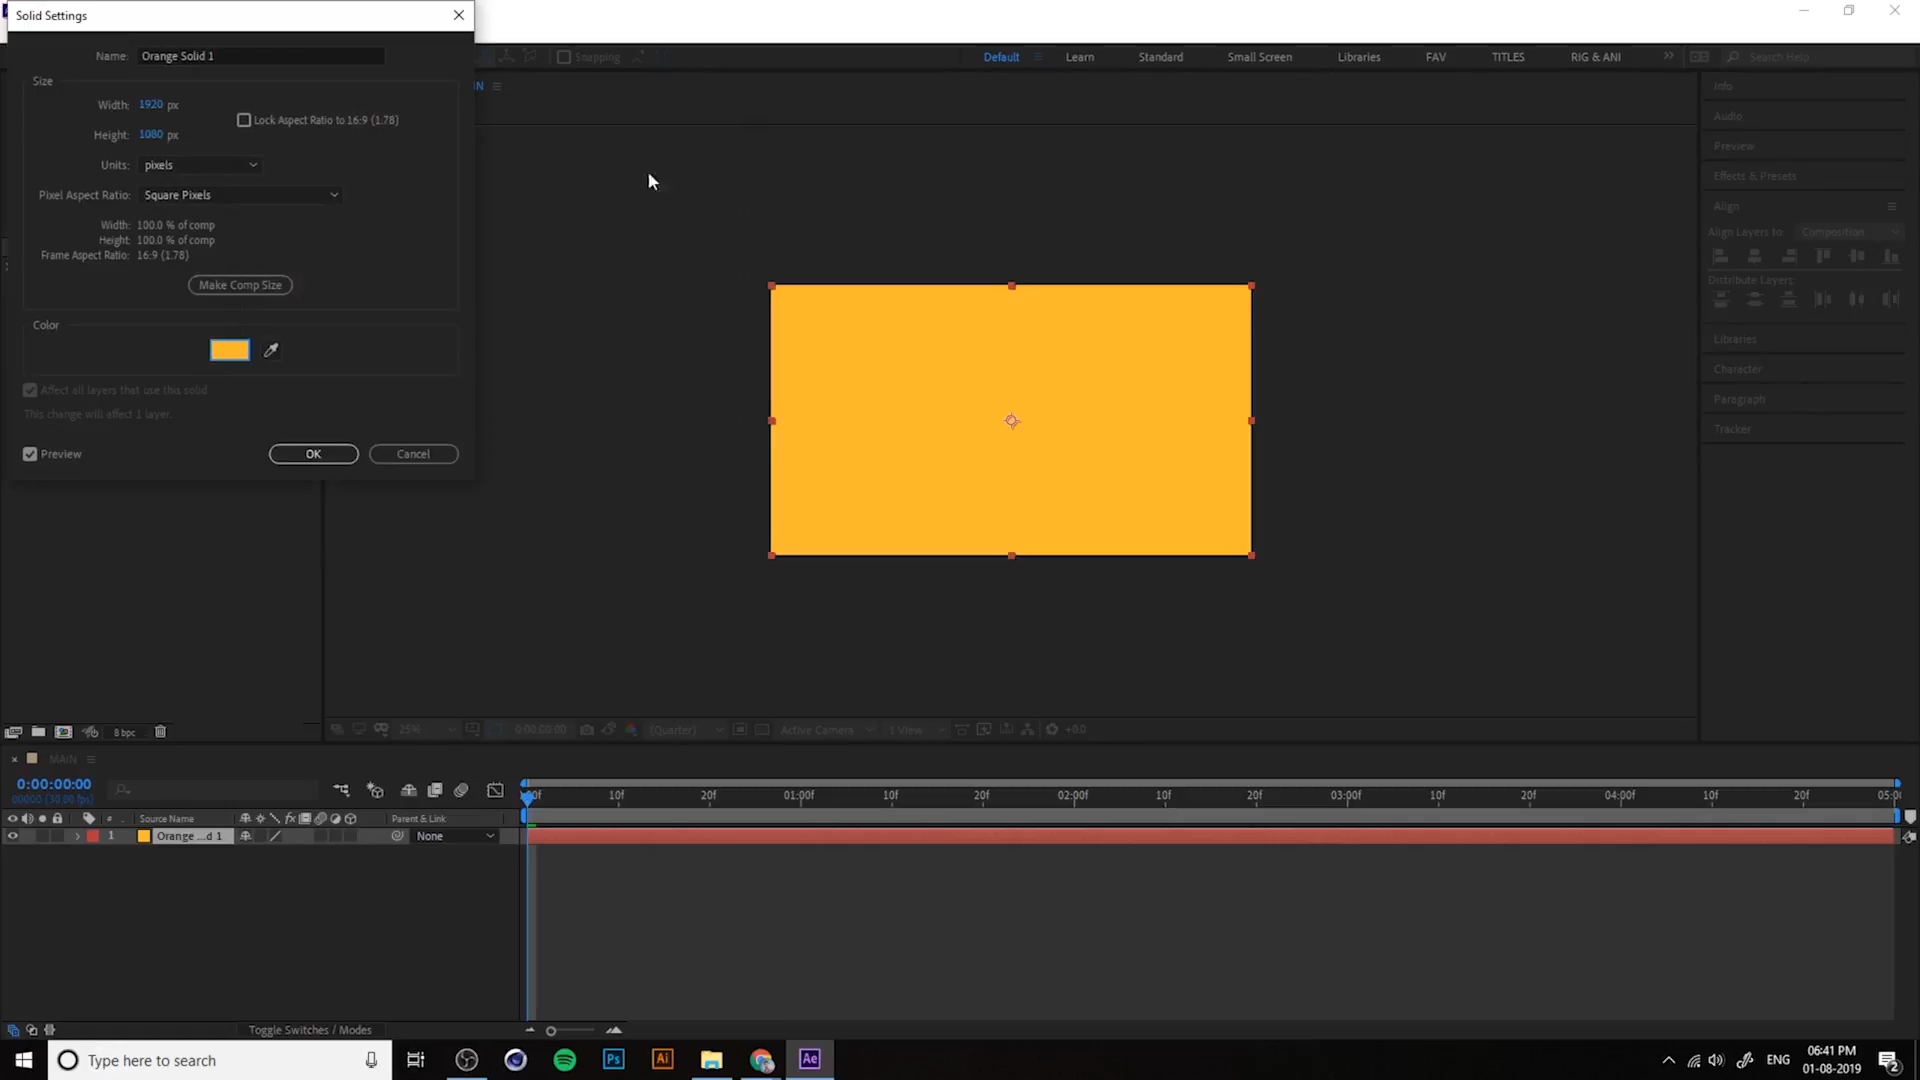 Solid Settings
Name: Orange Solid 1
Snapping
Default
Learn
Standard
Small Screen
Libraries
FAV
TITLES
RIG & ANI
Search Help
Size
Width: 1920 px
Lock Aspect Ratio to 16:9 (1.78)
Height: 1080 px
Units: pixels
Pixel Aspect Ratio: Square Pixels
Width: 100.0 % of comp
Height: 100.0 % of comp
Frame Aspect Ratio: 16:9 (1.78)
Make Comp Size
Color
Affect all layers that use this solid
This change will affect 1 layer.
Preview
OK
Cancel
IN
Info
Audio
Preview
Effects & Presets
Align
Align Layers to: Composition
Distribute Layers:
Libraries
Character
Paragraph
Tracker
8 bpc
25%
0:00:00:00
(Quarter)
Active Camera
1 View
+0.0
MAIN
0:00:00:00
00000 (30.00 fps)
10f 20f 01:00f 10f 20f 02:00f 10f 20f 03:00f 10f 20f 04:00f 10f 20f
# Source Name
Parent & Link
1 Orange ...d 1
None
Toggle Switches / Modes
Type here to search
Ps
Ai
Ae
ENG
06:41 PM
01-08-2019
2